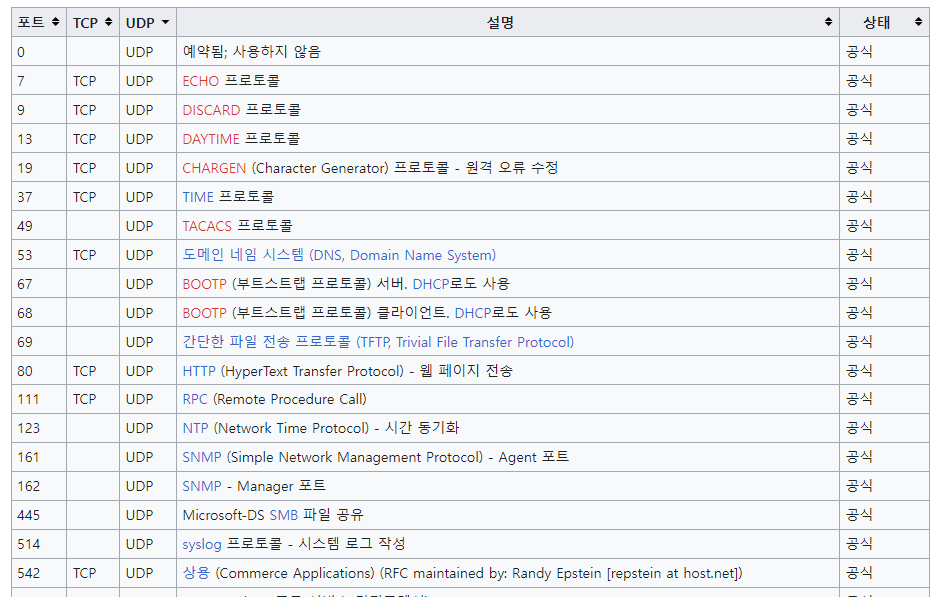 포트 TCP UDP 설명 상태
0 UDP 예약됨; 사용하지 않음 공식
7 TCP UDP ECHO 프로토콜 공식
9 TCP UDP DISCARD 프로토콜 공식
13 TCP UDP DAYTIME 프로토콜 공식
19 TCP UDP CHARGEN (Character Generator) 프로토콜 - 원격 오류 수정 공식
37 TCP UDP TIME 프로토콜 공식
49 UDP TACACS 프로토콜 공식
53 TCP UDP 도메인 네임 시스템 (DNS, Domain Name System) 공식
67 UDP BOOTP (부트스트랩 프로토콜) 서버. DHCP로도 사용 공식
68 UDP BOOTP (부트스트랩 프로토콜) 클라이언트. DHCP로도 사용 공식
69 UDP 간단한 파일 전송 프로토콜 (TFTP, Trivial File Transfer Protocol) 공식
80 TCP UDP HTTP (HyperText Transfer Protocol) - 웹 페이지 전송 공식
111 TCP UDP RPC (Remote Procedure Call) 공식
123 UDP NTP (Network Time Protocol) - 시간 동기화 공식
161 UDP SNMP (Simple Network Management Protocol) - Agent 포트 공식
162 UDP SNMP - Manager 포트 공식
445 UDP Microsoft-DS SMB 파일 공유 공식
514 UDP syslog 프로토콜 - 시스템 로그 작성 공식
542 TCP UDP 상용 (Commerce Applications) (RFC maintained by: Randy Epstein [repstein at host.net]) 공식